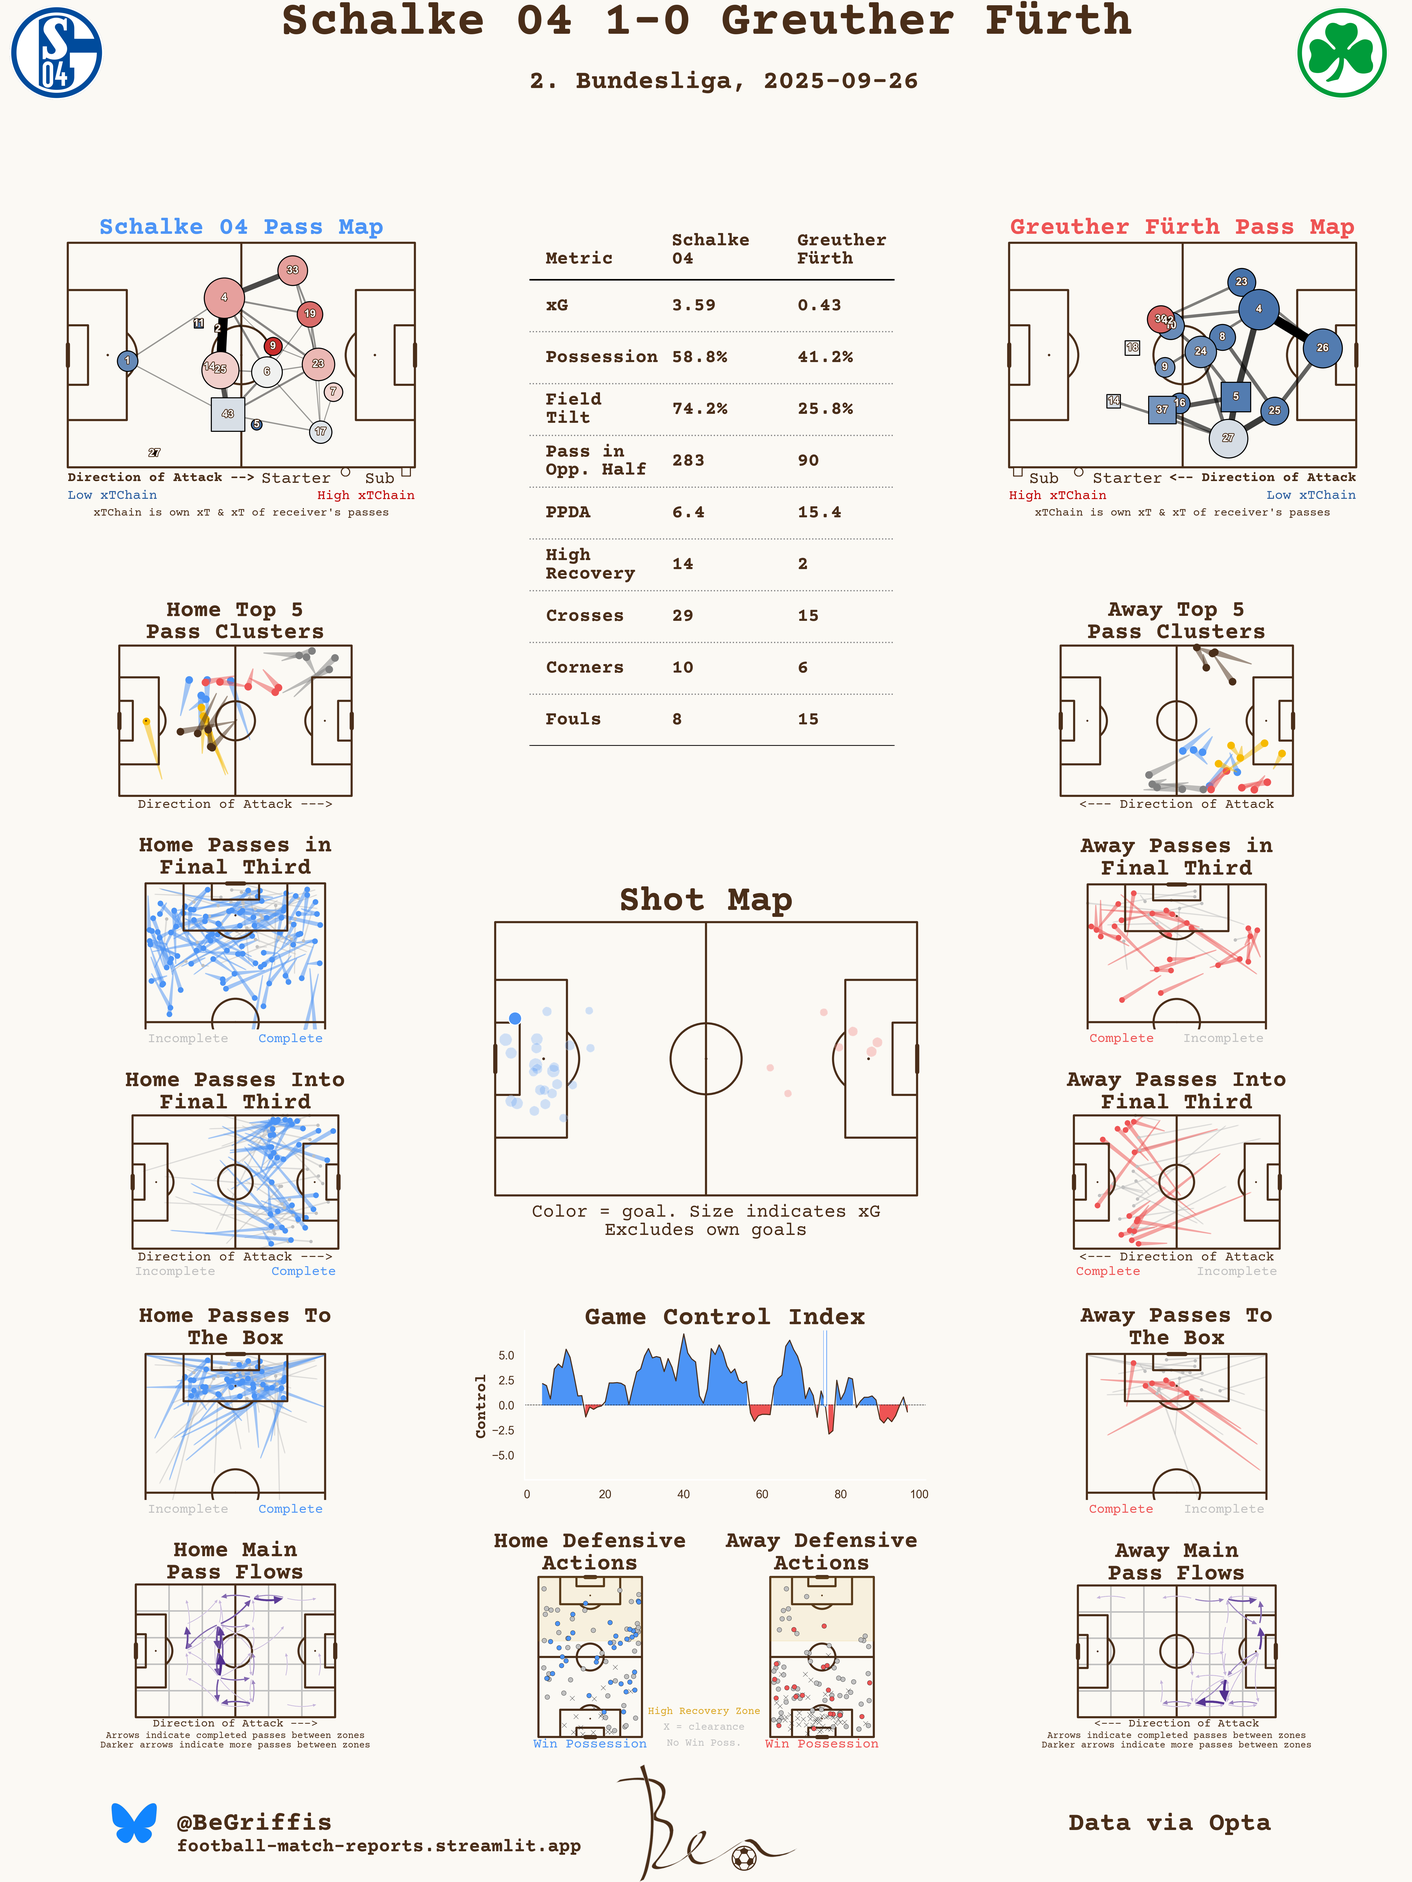 Schalke 04 1-0 Greuther Fürth
2. Bundesliga, 2025-09-26
S
04
Schalke 04 Pass Map
33
4
19
11
2
9
1
14
25
6
23
7
43
5
17
27
Direction of Attack --> Starter Sub
Low xTChain High xTChain
xTChain is own xT & xT of receiver's passes
Metric Schalke 04 Greuther Fürth
xG 3.59 0.43
Possession 58.8% 41.2%
Field Tilt 74.2% 25.8%
Pass in Opp. Half 283 90
PPDA 6.4 15.4
High Recovery 14 2
Crosses 29 15
Corners 10 6
Fouls 8 15
Greuther Fürth Pass Map
23
4
42
10
8
24
26
18
9
14
37
16
5
25
27
Sub Starter <-- Direction of Attack
High xTChain Low xTChain
xTChain is own xT & xT of receiver's passes
Home Top 5
Pass Clusters
Direction of Attack --->
Away Top 5
Pass Clusters
<--- Direction of Attack
Home Passes in
Final Third
Incomplete Complete
Away Passes in
Final Third
Complete Incomplete
Shot Map
Color = goal. Size indicates xG
Excludes own goals
Home Passes Into
Final Third
Direction of Attack --->
Incomplete Complete
Away Passes Into
Final Third
<--- Direction of Attack
Complete Incomplete
Home Passes To
The Box
Incomplete Complete
Game Control Index
Control
5.0
2.5
0.0
−2.5
−5.0
0 20 40 60 80 100
Away Passes To
The Box
Complete Incomplete
Home Main
Pass Flows
Direction of Attack --->
Arrows indicate completed passes between zones
Darker arrows indicate more passes between zones
Home Defensive
Actions
Win Possession
High Recovery Zone
X = clearance
No Win Poss.
Away Defensive
Actions
Win Possession
Away Main
Pass Flows
<--- Direction of Attack
Arrows indicate completed passes between zones
Darker arrows indicate more passes between zones
@BeGriffis
football-match-reports.streamlit.app
Ben
Data via Opta